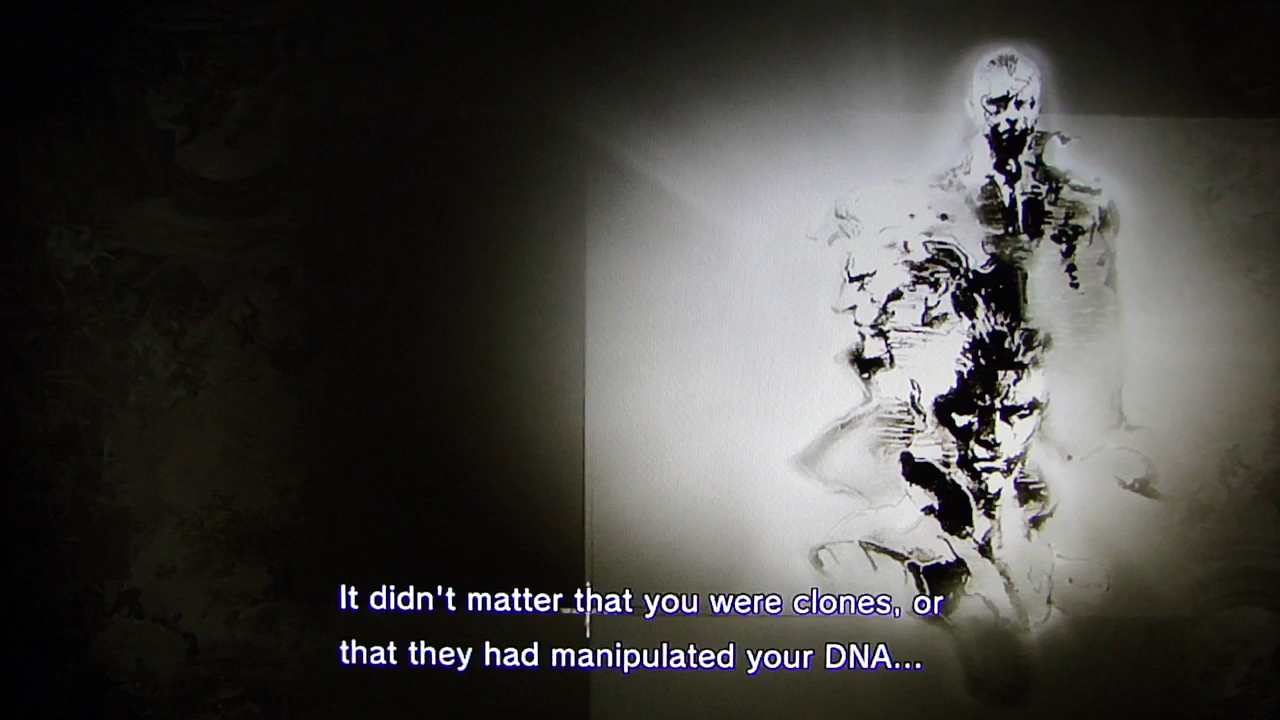 It didn't matter that you were clones, or
that they had manipulated your DNA...